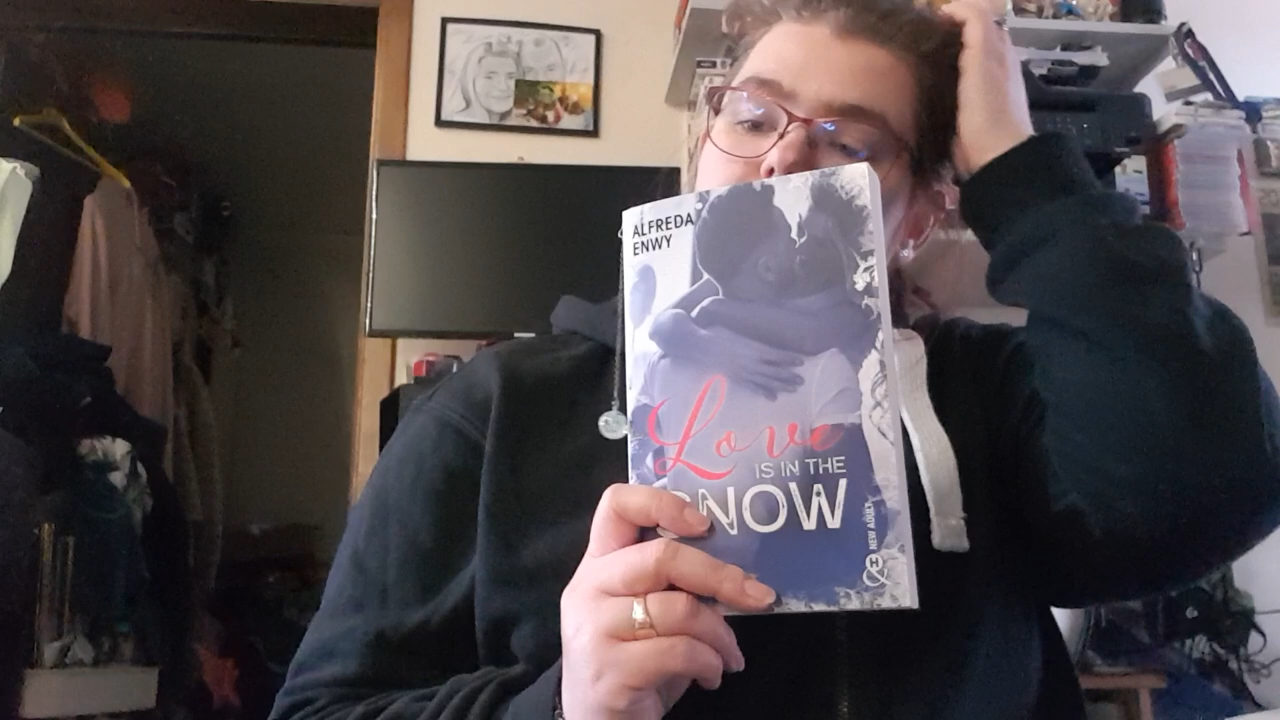 ALFREDA
ENWY
Love
IS IN THE
SNOW
NEW ADULT
H
&